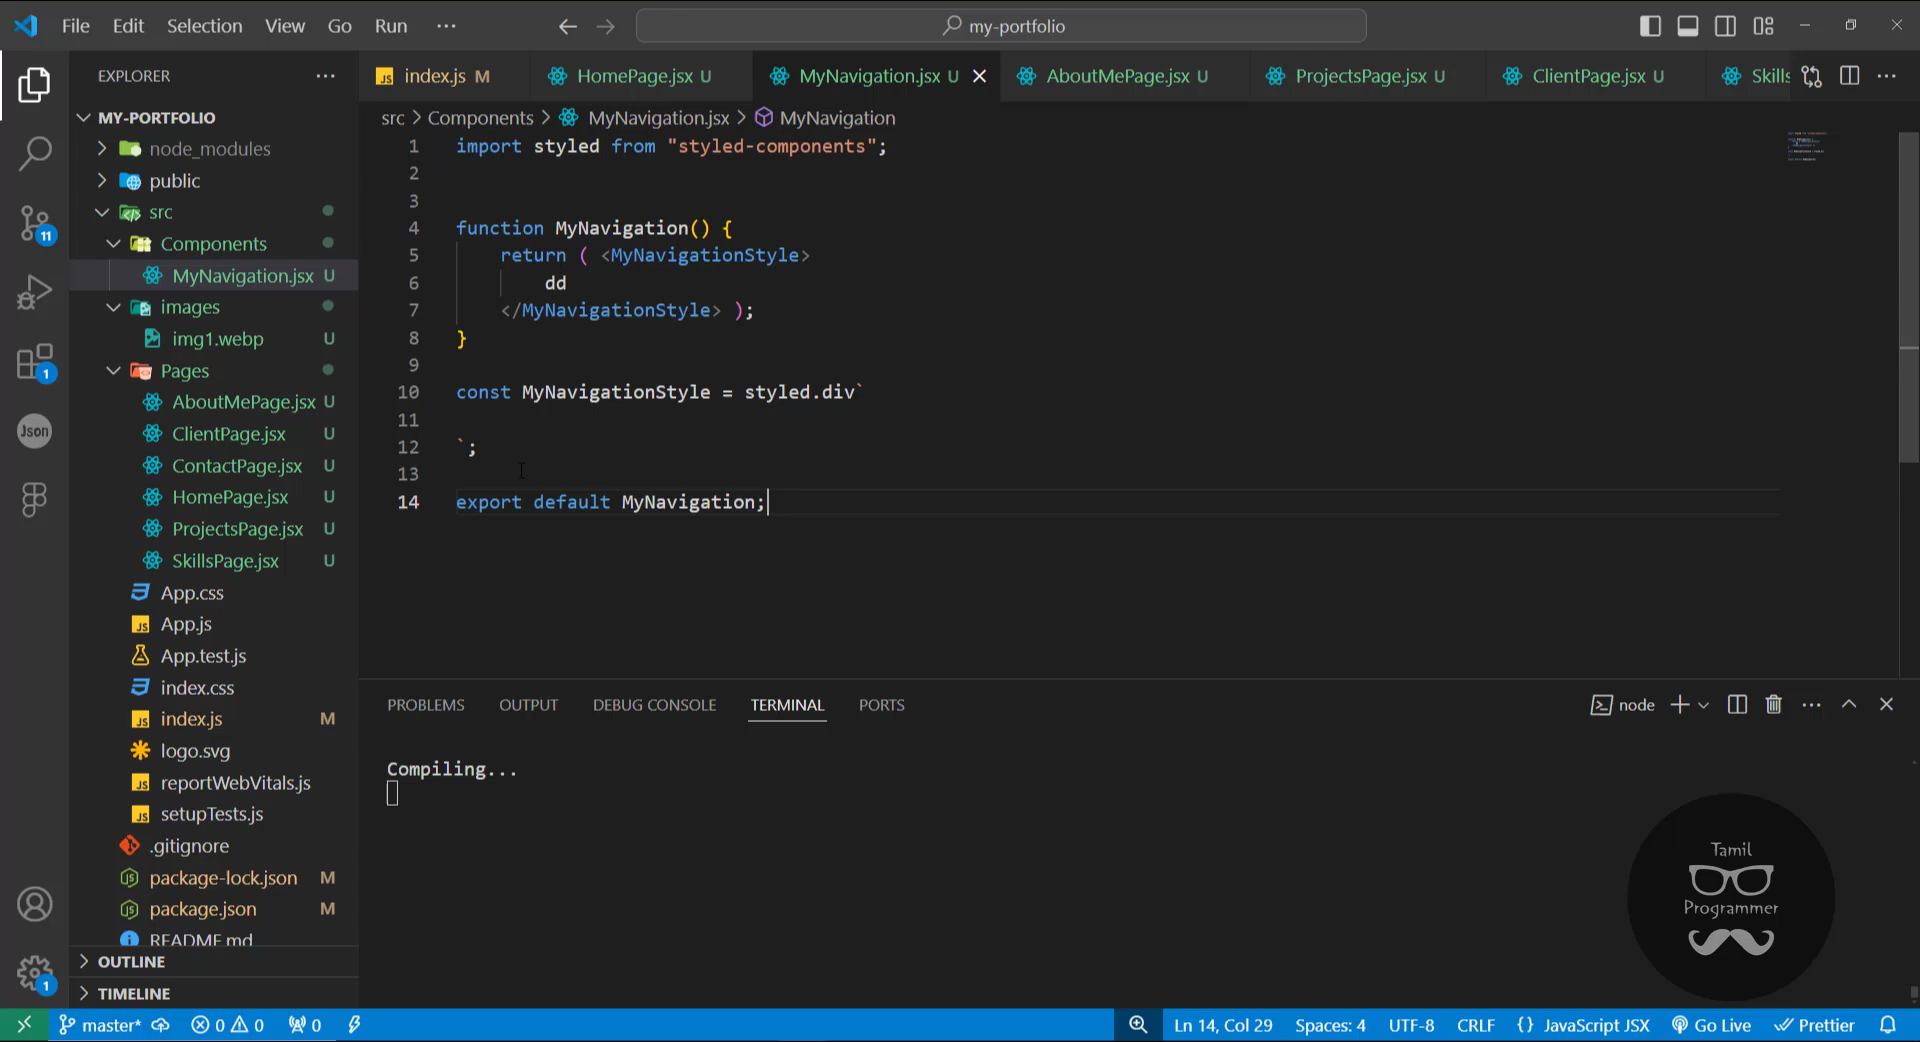 File Edit Selection View Go Run ··· my-portfolio
EXPLORER ···
index.js M HomePage.jsx U MyNavigation.jsx U AboutMePage.jsx U ProjectsPage.jsx U ClientPage.jsx U Skills ···
MY-PORTFOLIO
node_modules
public
src
Components
MyNavigation.jsx U
images
img1.webp U
Pages
AboutMePage.jsx U
ClientPage.jsx U
ContactPage.jsx U
HomePage.jsx U
ProjectsPage.jsx U
SkillsPage.jsx U
App.css
App.js
App.test.js
index.css
index.js M
logo.svg
reportWebVitals.js
setupTests.js
.gitignore
package-lock.json M
package.json M
README.md
OUTLINE
TIMELINE
11
1
Json
1
src > Components > MyNavigation.jsx > MyNavigation
1 import styled from "styled-components";
2
3
4 function MyNavigation() {
5 return ( <MyNavigationStyle>
6 dd
7 </MyNavigationStyle> );
8 }
9
10 const MyNavigationStyle = styled.div`
11
12 `;
13
14 export default MyNavigation;
PROBLEMS OUTPUT DEBUG CONSOLE TERMINAL PORTS node ···
Compiling...
Tamil
Programmer
master* 0 0 0 Ln 14, Col 29 Spaces: 4 UTF-8 CRLF {} JavaScript JSX Go Live Prettier